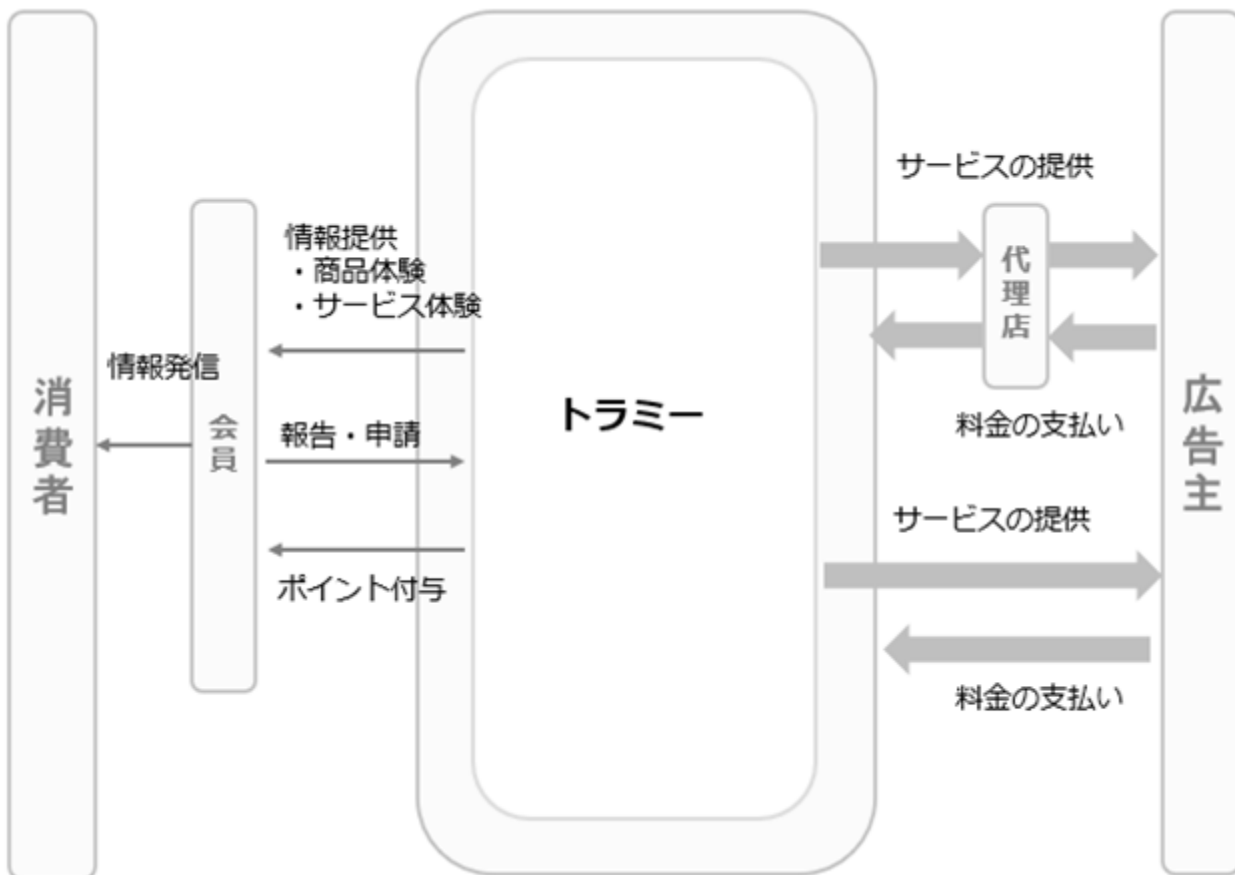 消費者
情報発信
会員
情報提供
・商品体験
・サービス体験
報告・申請
ポイント付与
トラミー
サービスの提供
代理店
料金の支払い
サービスの提供
料金の支払い
広告主